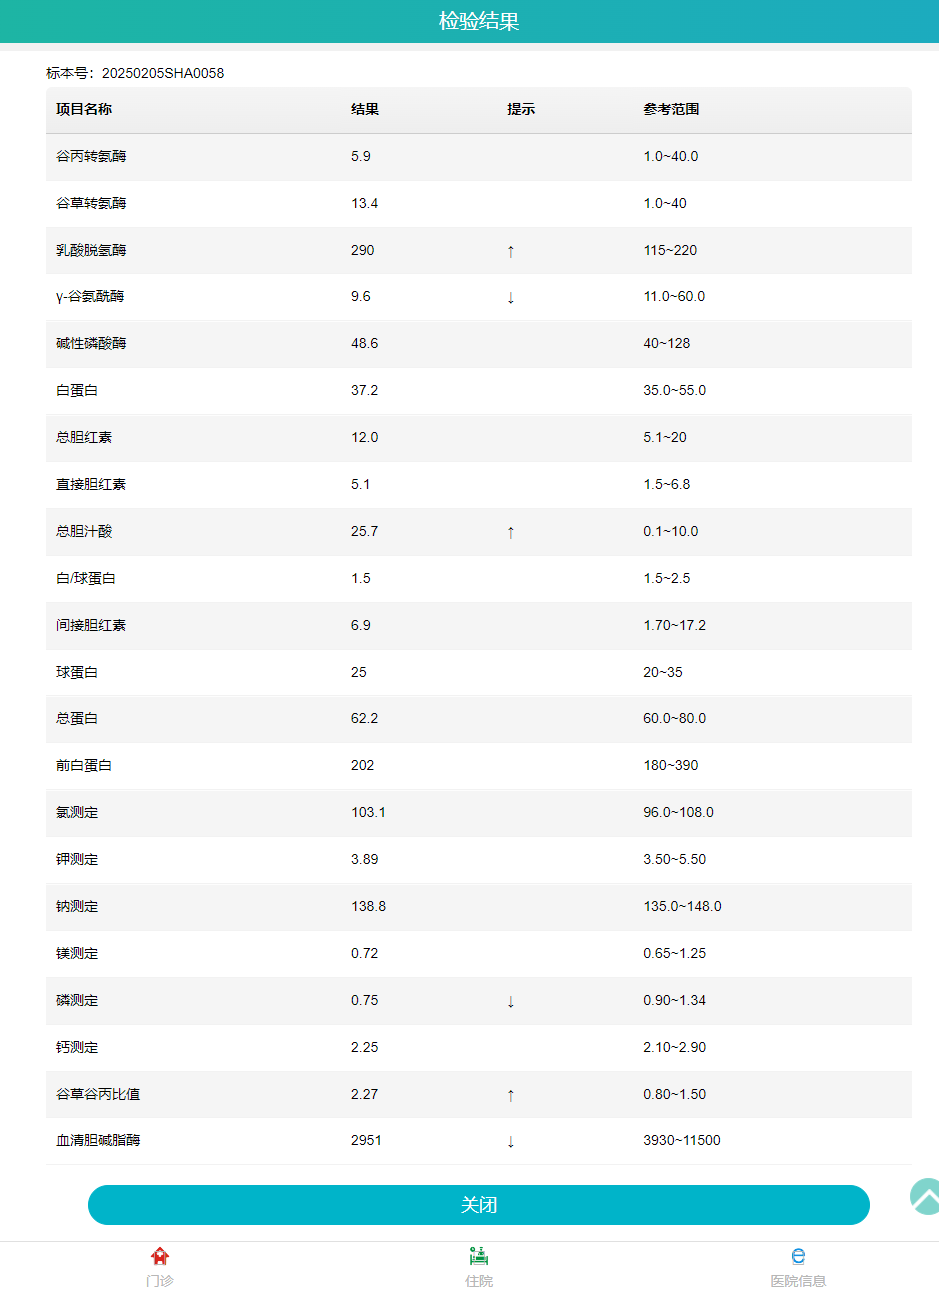 检验结果
标本号：20250205SHA0058
项目名称 结果 提示 参考范围
谷丙转氨酶 5.9 1.0~40.0
谷草转氨酶 13.4 1.0~40
乳酸脱氢酶 290 ↑ 115~220
γ-谷氨酰酶 9.6 ↓ 11.0~60.0
碱性磷酸酶 48.6 40~128
白蛋白 37.2 35.0~55.0
总胆红素 12.0 5.1~20
直接胆红素 5.1 1.5~6.8
总胆汁酸 25.7 ↑ 0.1~10.0
白/球蛋白 1.5 1.5~2.5
间接胆红素 6.9 1.70~17.2
球蛋白 25 20~35
总蛋白 62.2 60.0~80.0
前白蛋白 202 180~390
氯测定 103.1 96.0~108.0
钾测定 3.89 3.50~5.50
钠测定 138.8 135.0~148.0
镁测定 0.72 0.65~1.25
磷测定 0.75 ↓ 0.90~1.34
钙测定 2.25 2.10~2.90
谷草谷丙比值 2.27 ↑ 0.80~1.50
血清胆碱脂酶 2951 ↓ 3930~11500
关闭
门诊 住院 医院信息